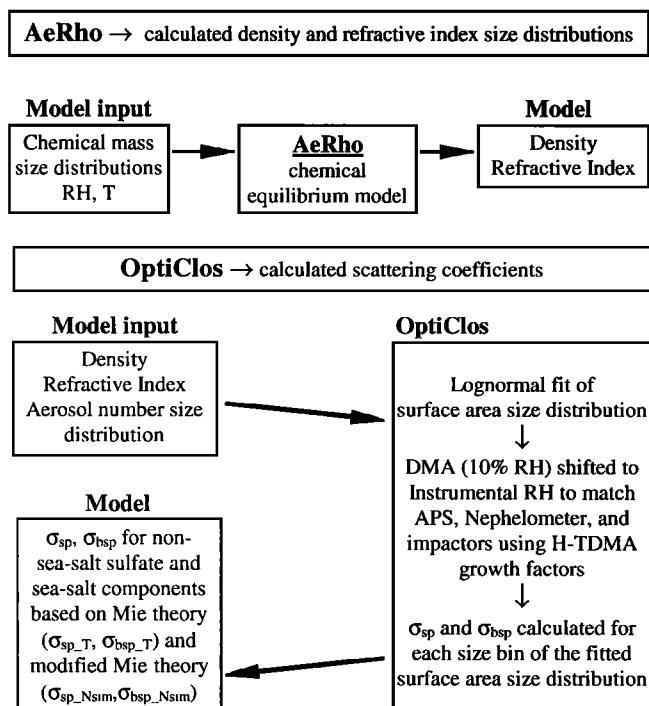 AeRho → calculated density and refractive index size distributions
Model input
Chemical mass
size distributions
RH, T
AeRho
chemical
equilibrium model
Model
Density
Refractive Index
OptiClos → calculated scattering coefficients
Model input
Density
Refractive Index
Aerosol number size
distribution
OptiClos
Lognormal fit of
surface area size distribution
↓
DMA (10% RH) shifted to
Instrumental RH to match
APS, Nephelometer, and
impactors using H-TDMA
growth factors
↓
σsp and σbsp calculated for
each size bin of the fitted
surface area size distribution
Model
σsp, σbsp for non-
sea-salt sulfate and
sea-salt components
based on Mie theory
(σsp_T, σbsp_T) and
modified Mie theory
(σsp_Nsim,σbsp_Nsim)